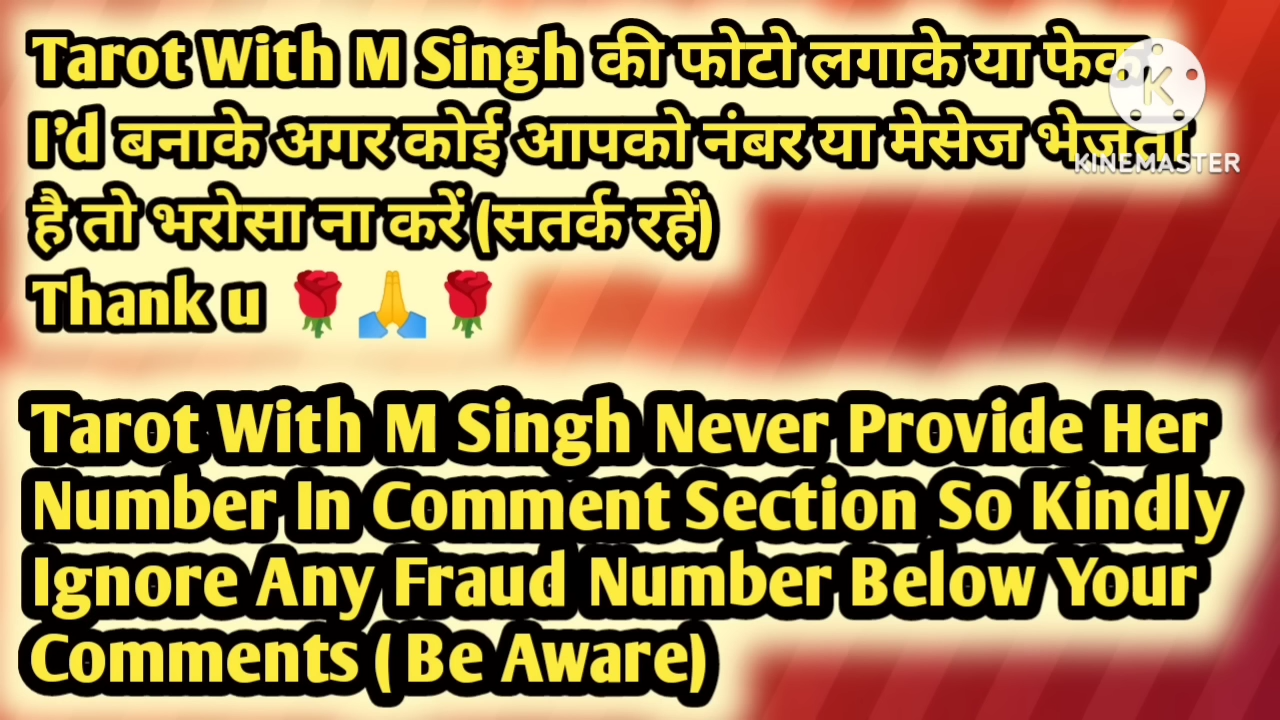 Tarot With M Singh की फोटो लगाके या फेक
I'd बनाके अगर कोई आपको नंबर या मेसेज भेजता
है तो भरोसा ना करें (सतर्क रहें)
Thank u 🌹🙏🌹
Tarot With M Singh Never Provide Her
Number In Comment Section So Kindly
Ignore Any Fraud Number Below Your
Comments ( Be Aware)
K
KINEMASTER